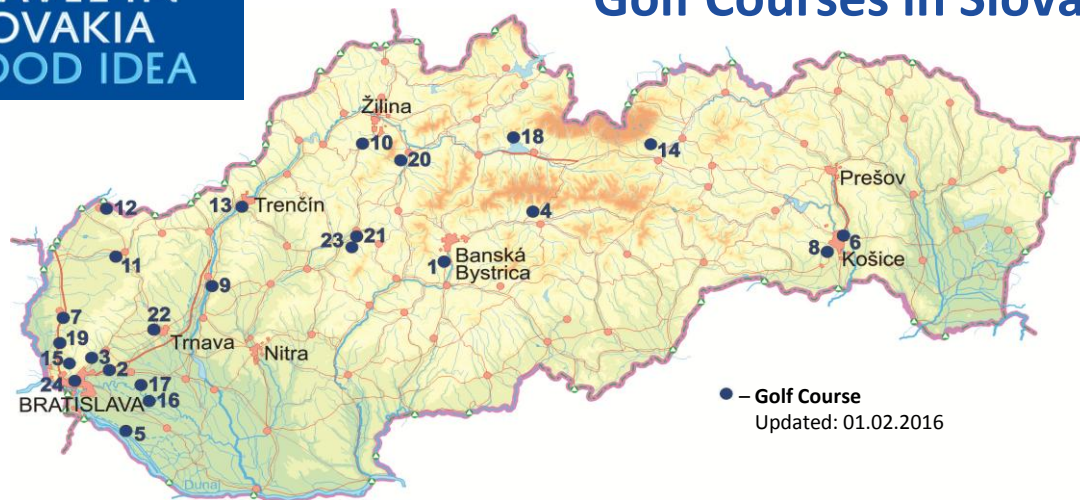 OVAKIA
OOD IDEA
Golf Courses in Slova
Žilina
10
18
20
14
Prešov
12
13
Trenčín
4
23
21
6
8
Košice
11
1
Banská
Bystrica
9
7
22
Trnava
19
Nitra
15
3
2
24
17
BRATISLAVA
16
5
– Golf Course
Updated: 01.02.2016
Dunaj